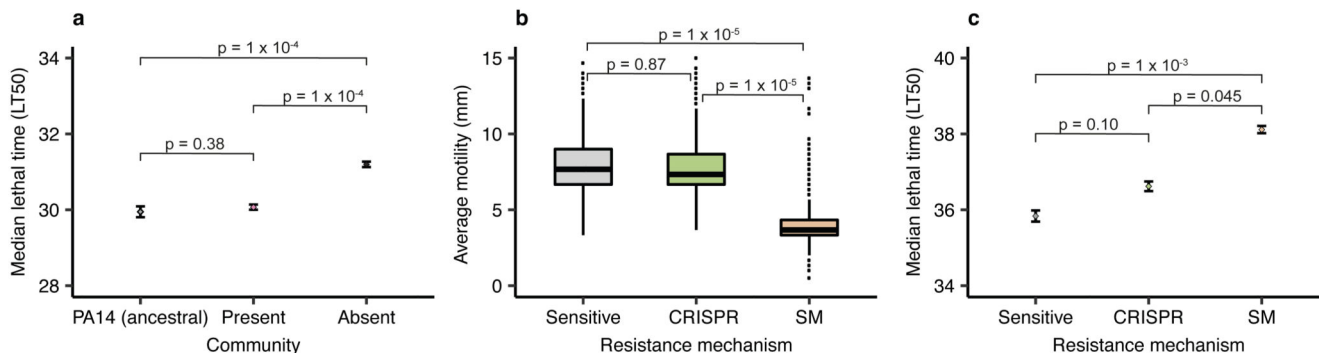 a
Median lethal time (LT50)
34
32
30
28
p = 1 x 10⁻⁴
p = 1 x 10⁻⁴
p = 0.38
PA14 (ancestral) Present Absent
Community
b
Average motility (mm)
15
10
5
0
p = 1 x 10⁻⁵
p = 0.87
p = 1 x 10⁻⁵
Sensitive CRISPR SM
Resistance mechanism
c
Median lethal time (LT50)
40
38
36
34
p = 1 x 10⁻³
p = 0.045
p = 0.10
Sensitive CRISPR SM
Resistance mechanism